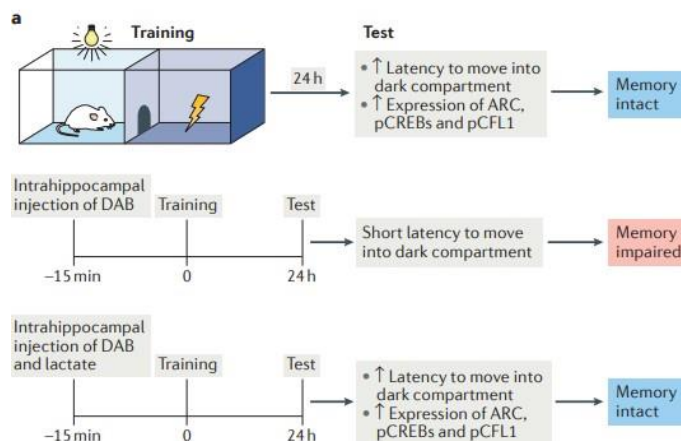 a
Training
Test
24 h
• ↑ Latency to move into
dark compartment
• ↑ Expression of ARC,
pCREBs and pCFL1
Memory
intact
Intrahippocampal
injection of DAB
Training
Test
–15 min
0
24 h
Short latency to move
into dark compartment
Memory
impaired
Intrahippocampal
injection of DAB
and lactate
Training
Test
–15 min
0
24 h
• ↑ Latency to move into
dark compartment
• ↑ Expression of ARC,
pCREBs and pCFL1
Memory
intact